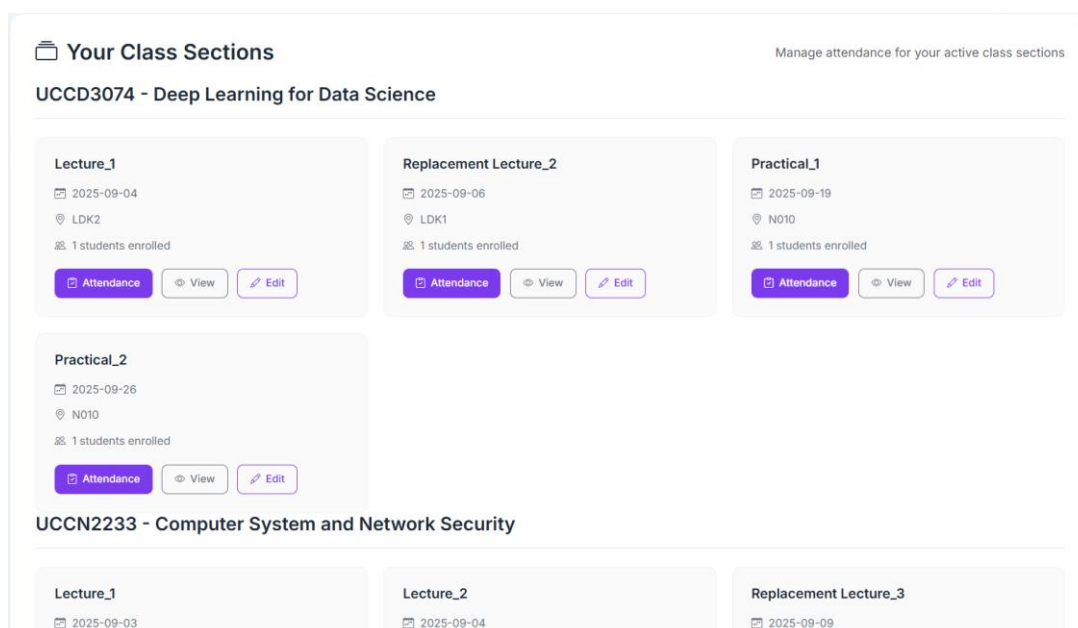 Your Class Sections
Manage attendance for your active class sections
UCCD3074 - Deep Learning for Data Science
Lecture_1
2025-09-04
LDK2
1 students enrolled
Attendance View Edit
Replacement Lecture_2
2025-09-06
LDK1
1 students enrolled
Attendance View Edit
Practical_1
2025-09-19
N010
1 students enrolled
Attendance View Edit
Practical_2
2025-09-26
N010
1 students enrolled
Attendance View Edit
UCCN2233 - Computer System and Network Security
Lecture_1
2025-09-03
Lecture_2
2025-09-04
Replacement Lecture_3
2025-09-09